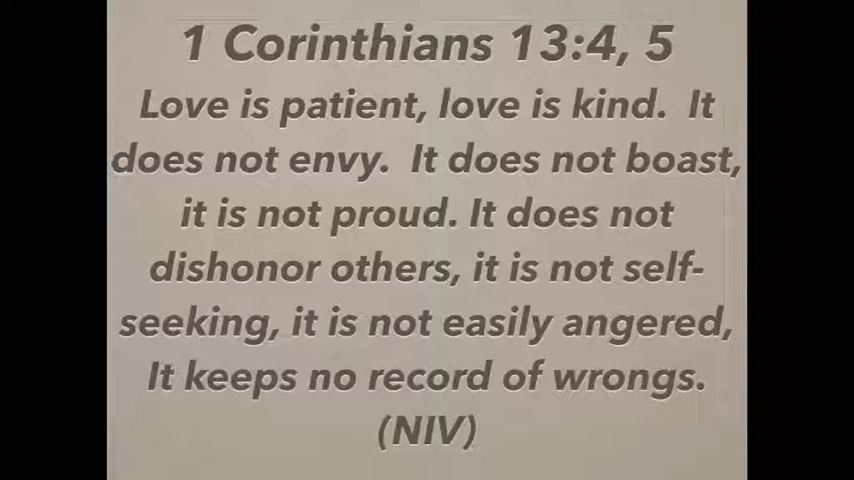 1 Corinthians 13:4, 5
Love is patient, love is kind.  It
does not envy.  It does not boast,
it is not proud. It does not
dishonor others, it is not self-
seeking, it is not easily angered,
It keeps no record of wrongs.
(NIV)